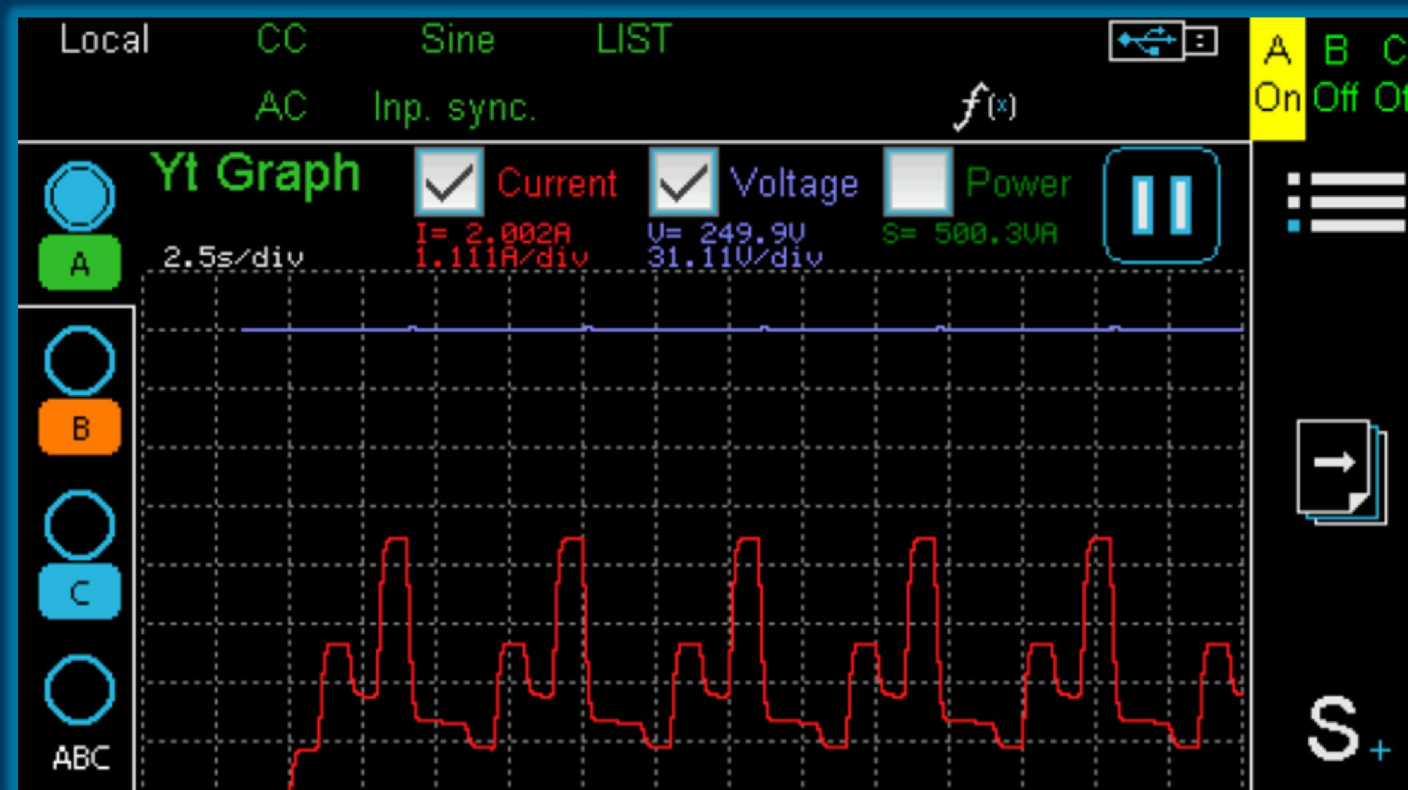 Local CC Sine LIST
A B C
AC Inp. sync. f(x)
On Off
Yt Graph Current Voltage Power
I= 2.002A V= 249.9V S= 500.3VA
2.5s/div 1.111A/div 31.11V/div
A
B
C
ABC
S+